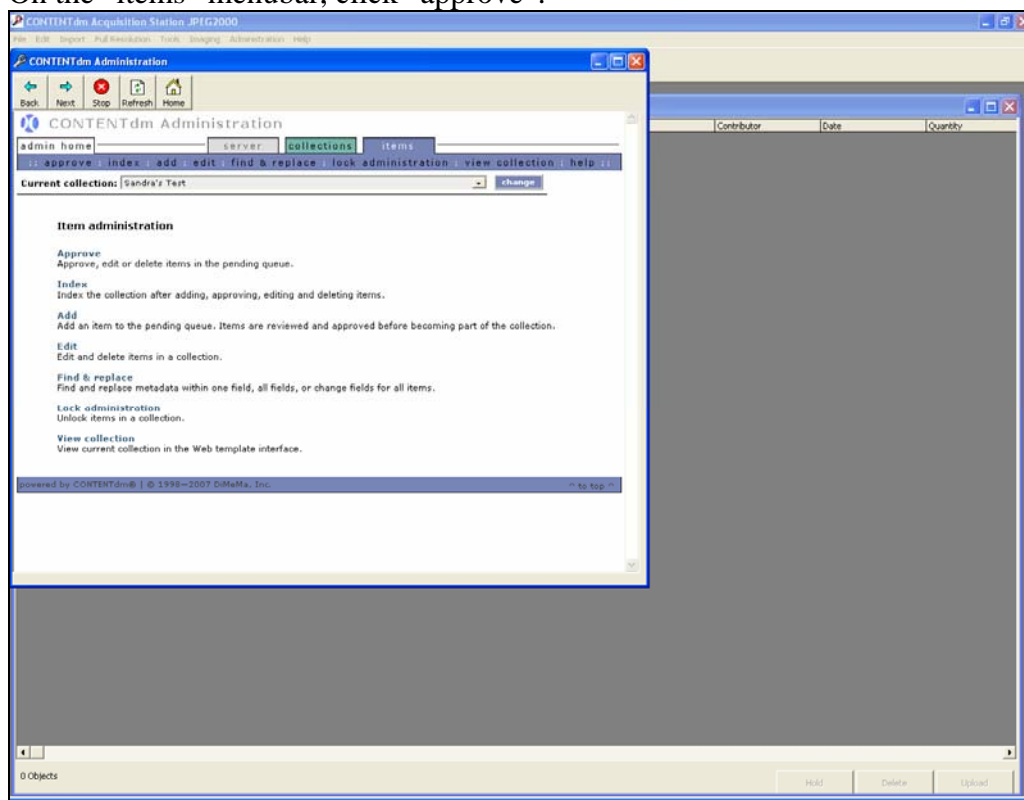 On the "items" menubar, click "approve".
CONTENTdm Acquisition Station JPEG2000
File Edit Import Full Resolution Tools Imaging Administration Help
CONTENTdm Administration
Back Next Stop Refresh Home
CONTENTdm Administration
admin home server collections items
:: approve : index : add : edit : find & replace : lock administration : view collection : help ::
Current collection: Sandra's Test change
Contributor Date Quantity
Item administration
Approve
Approve, edit or delete items in the pending queue.
Index
Index the collection after adding, approving, editing and deleting items.
Add
Add an item to the pending queue. Items are reviewed and approved before becoming part of the collection.
Edit
Edit and delete items in a collection.
Find & replace
Find and replace metadata within one field, all fields, or change fields for all items.
Lock administration
Unlock items in a collection.
View collection
View current collection in the Web template interface.
powered by CONTENTdm® | © 1998–2007 DiMeMa, Inc. ^ to top ^
0 Objects
Hold Delete Upload